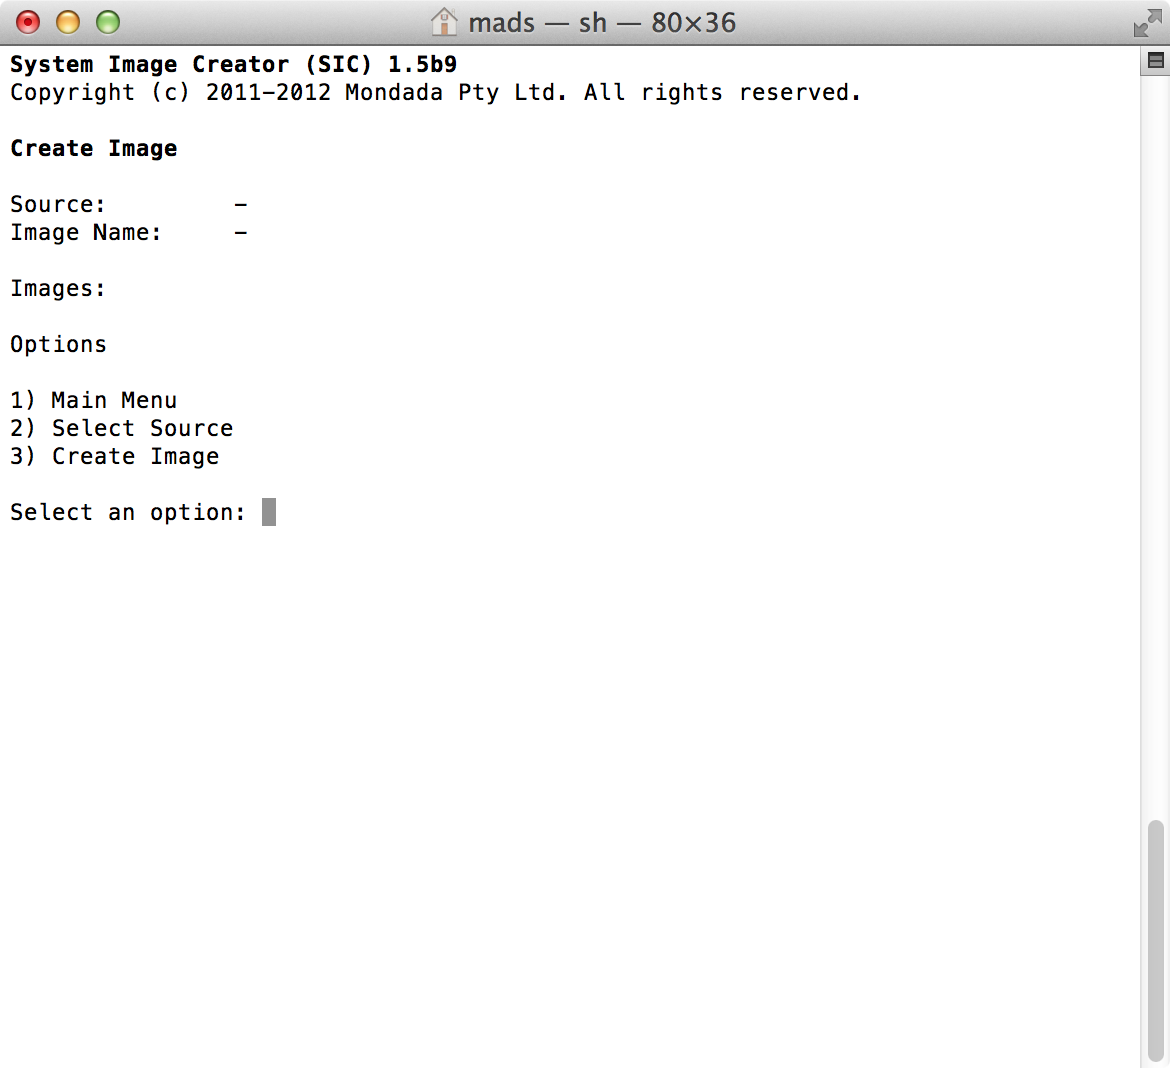 mads — sh — 80×36
System Image Creator (SIC) 1.5b9
Copyright (c) 2011-2012 Mondada Pty Ltd. All rights reserved.
Create Image
Source: -
Image Name: -
Images:
Options
1) Main Menu
2) Select Source
3) Create Image
Select an option: